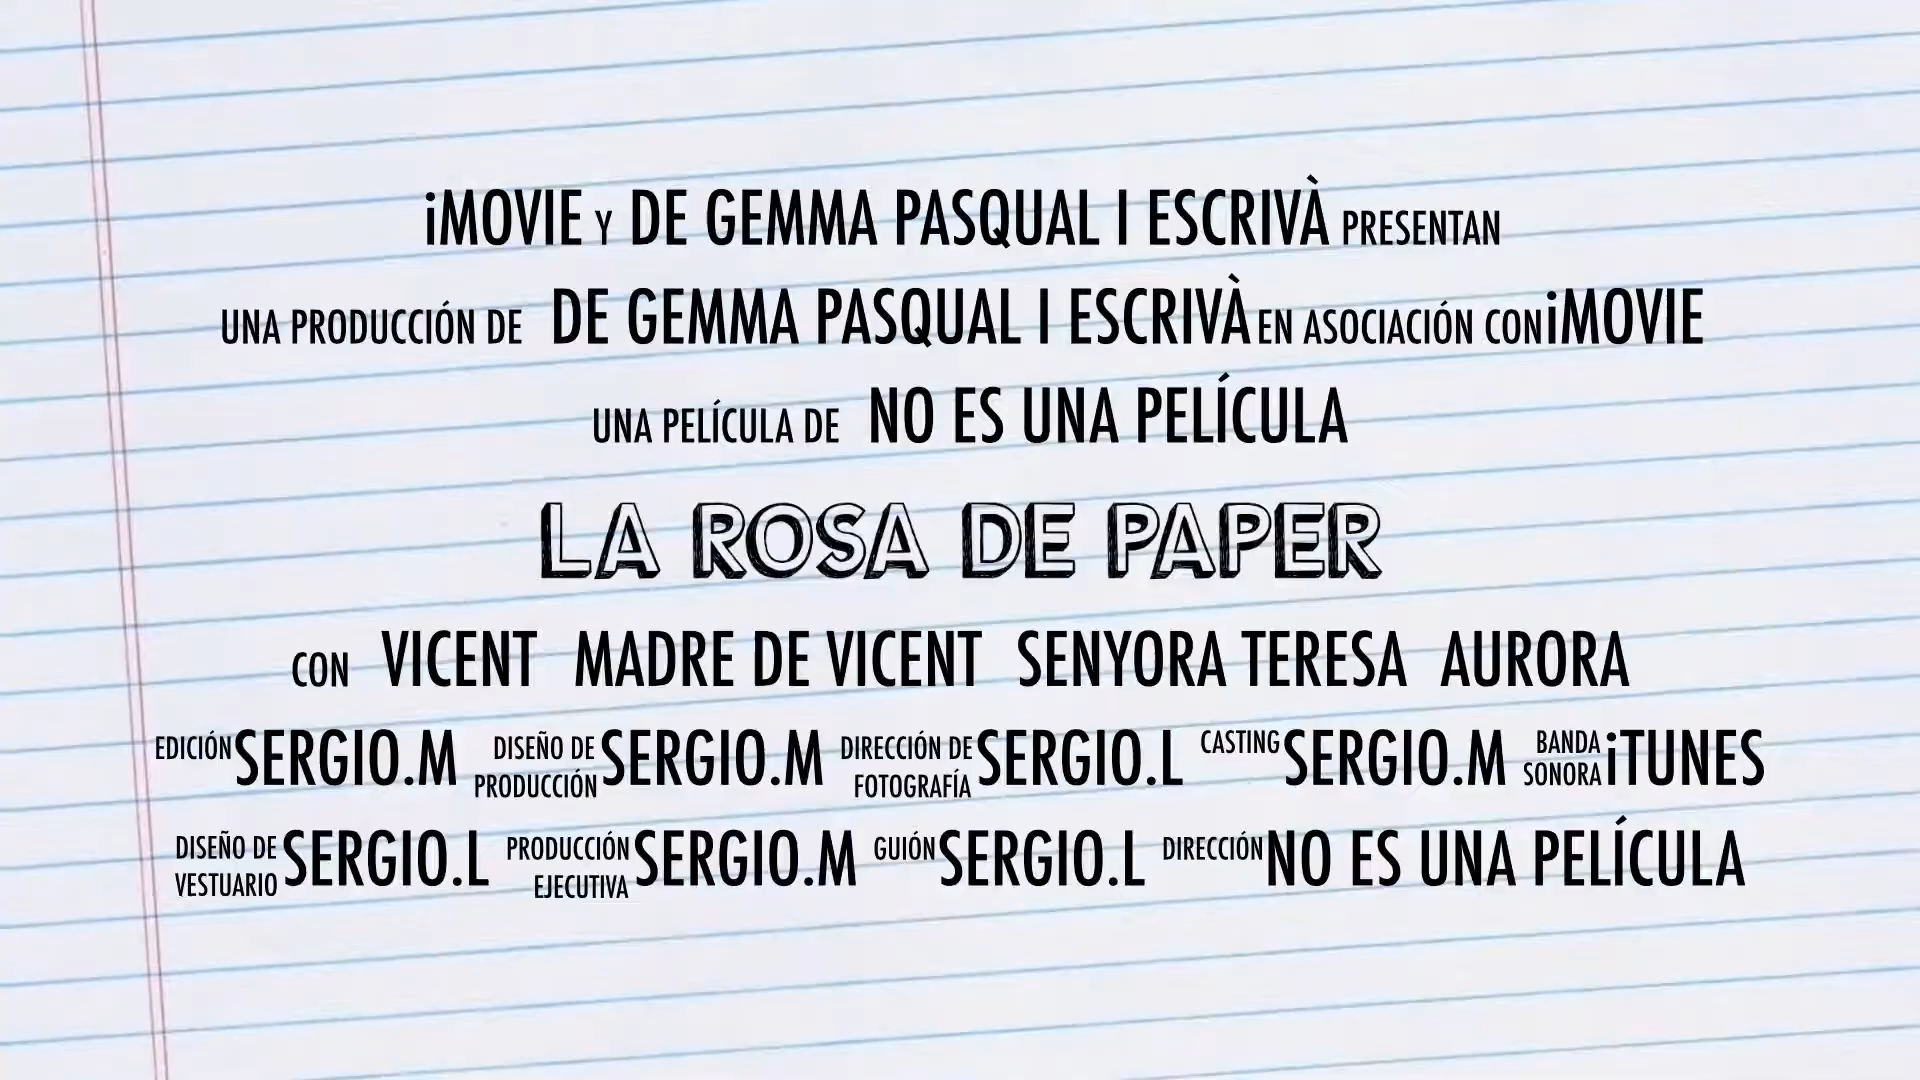 iMOVIE Y DE GEMMA PASQUAL I ESCRIVÀ PRESENTAN
UNA PRODUCCIÓN DE DE GEMMA PASQUAL I ESCRIVÀ EN ASOCIACIÓN CON iMOVIE
UNA PELÍCULA DE NO ES UNA PELÍCULA
LA ROSA DE PAPER
CON VICENT MADRE DE VICENT SENYORA TERESA AURORA
EDICIÓN SERGIO.M DISEÑO DE PRODUCCIÓN SERGIO.M DIRECCIÓN DE FOTOGRAFÍA SERGIO.L CASTING SERGIO.M BANDA SONORA iTUNES
DISEÑO DE VESTUARIO SERGIO.L PRODUCCIÓN EJECUTIVA SERGIO.M GUIÓN SERGIO.L DIRECCIÓN NO ES UNA PELÍCULA